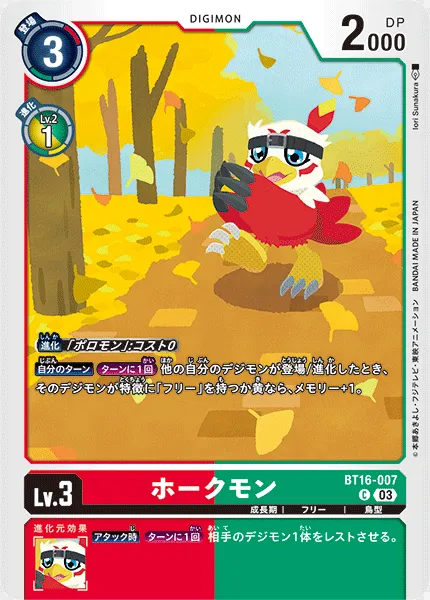 登場
3
DIGIMON
DP
2000
進化
Lv.2
1
Iori Sunakura
©本郷あきよし・フジテレビ・東映アニメーション BANDAI MADE IN JAPAN
進化 「ポロモン」:コスト0
自分のターン ターンに1回 他の自分のデジモンが登場/進化したとき、
そのデジモンが特徴に「フリー」を持つか黄なら、メモリー+1。
BT16-007
Lv.3
ホークモン
C 03
成長期 フリー 鳥型
進化元効果
アタック時 ターンに1回 相手のデジモン1体をレストさせる。